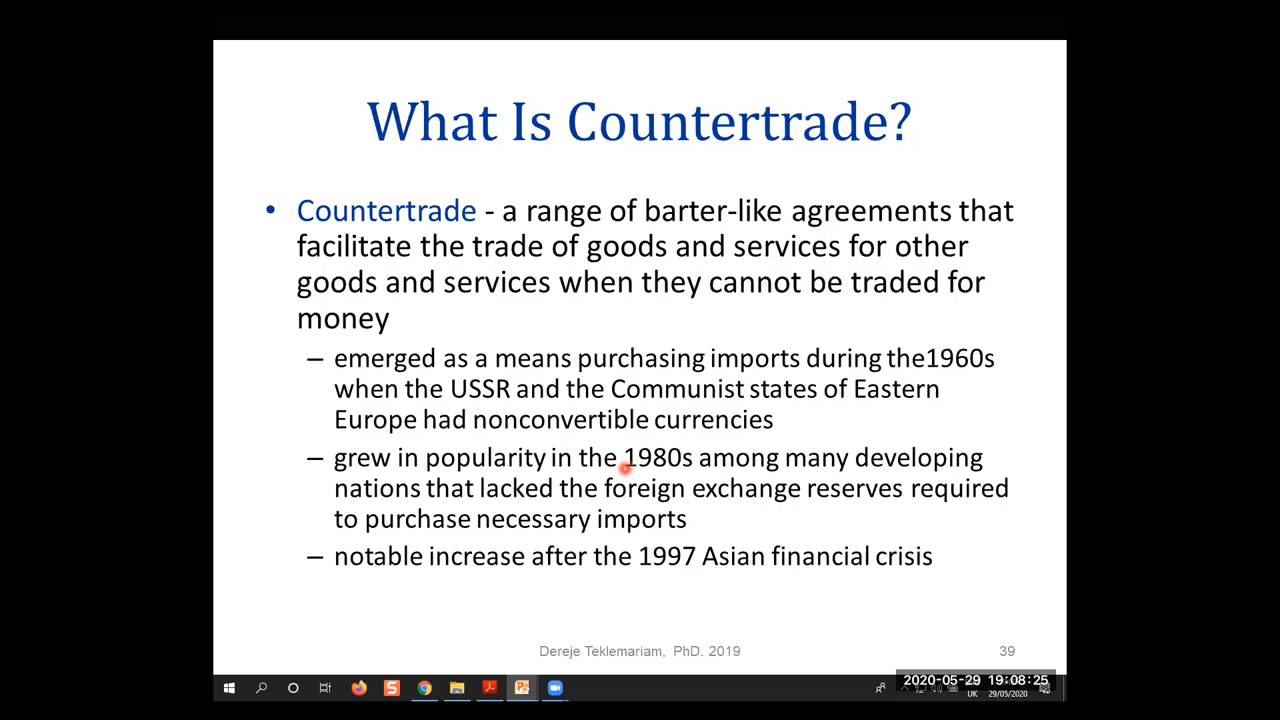 What Is Countertrade?
• Countertrade - a range of barter-like agreements that
facilitate the trade of goods and services for other
goods and services when they cannot be traded for
money
– emerged as a means purchasing imports during the1960s
when the USSR and the Communist states of Eastern
Europe had nonconvertible currencies
– grew in popularity in the 1980s among many developing
nations that lacked the foreign exchange reserves required
to purchase necessary imports
– notable increase after the 1997 Asian financial crisis
Dereje Teklemariam, PhD. 2019
39
2020-05-29 19:08:25
UK
29/05/2020